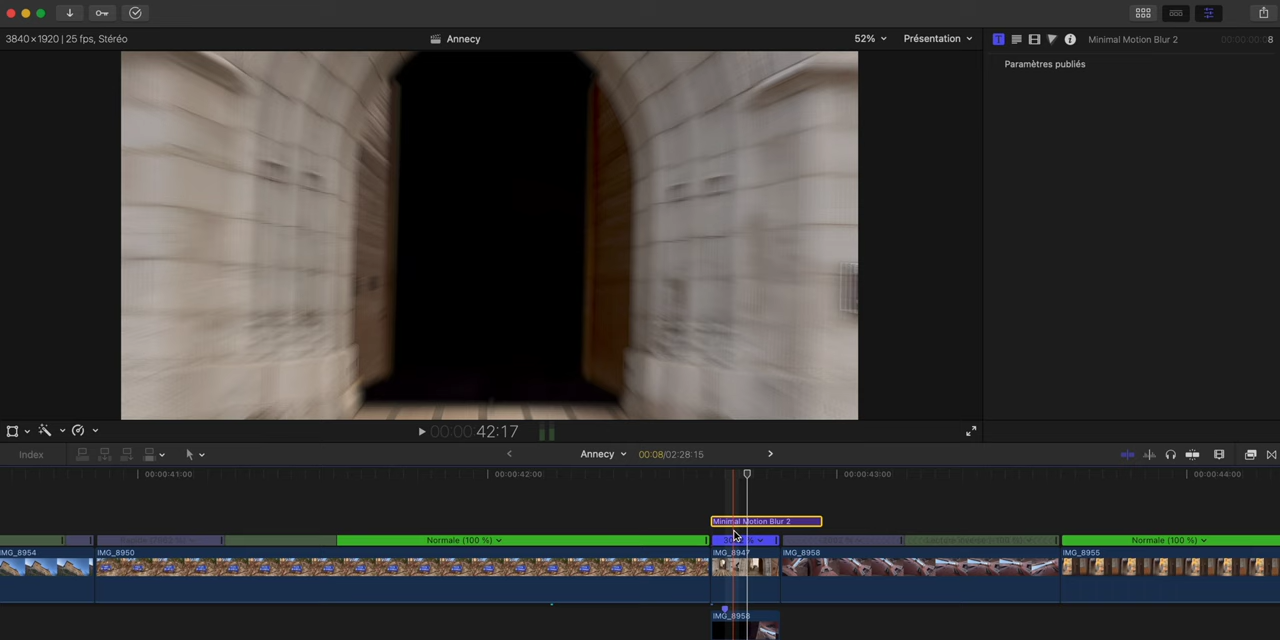 3840×1920 | 25 fps, Stéréo
Annecy
52%
Présentation
Minimal Motion Blur 2
8
Paramètres publiés
00:00:00:42:17
Index
Annecy
00:08/02:28:15
00:00:41:00
00:00:42:00
00:00:43:00
00:00:44:00
Minimal Motion Blur 2
Normale (100 %)
Normale (100 %)
IMG_8954
IMG_8950
IMG_8947
IMG_8958
IMG_8955
IMG_8958